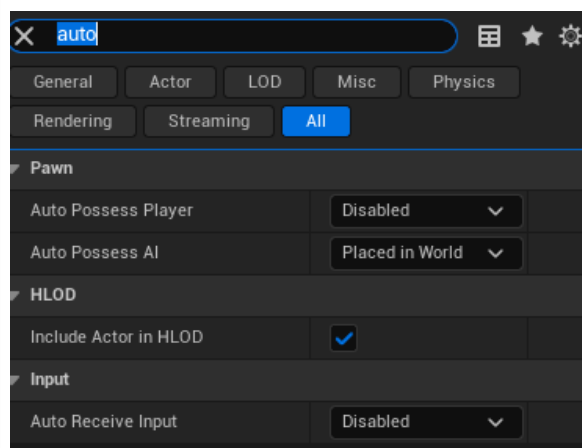 auto
General Actor LOD Misc Physics
Rendering Streaming All
Pawn
Auto Possess Player Disabled
Auto Possess AI Placed in World
HLOD
Include Actor in HLOD
Input
Auto Receive Input Disabled